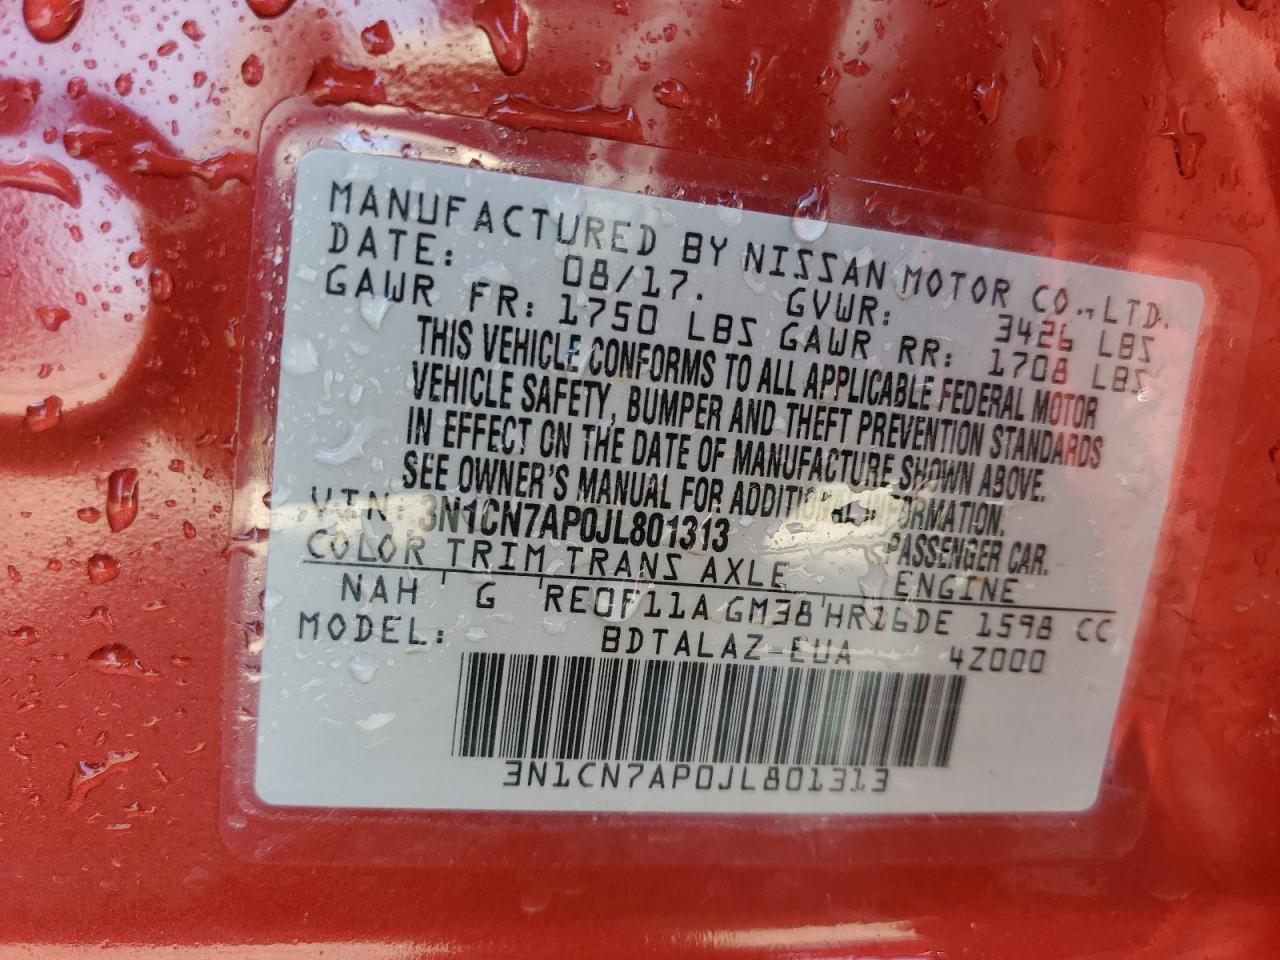 MANUFACTURED BY NISSAN MOTOR CO.,LTD.
DATE: 08/17. GVWR: 3426 LBS
GAWR FR: 1750 LBS GAWR RR: 1708 LBS
THIS VEHICLE CONFORMS TO ALL APPLICABLE FEDERAL MOTOR
VEHICLE SAFETY, BUMPER AND THEFT PREVENTION STANDARDS
IN EFFECT ON THE DATE OF MANUFACTURE SHOWN ABOVE.
SEE OWNER'S MANUAL FOR ADDITIONAL INFORMATION.
VIN: 3N1CN7AP0JL801313 PASSENGER CAR.
COLOR TRIM TRANS AXLE ENGINE
NAH G RE0F11A GM38 HR16DE 1598 CC
MODEL: BDTALAZ-EUA 4Z000
3N1CN7AP0JL801313